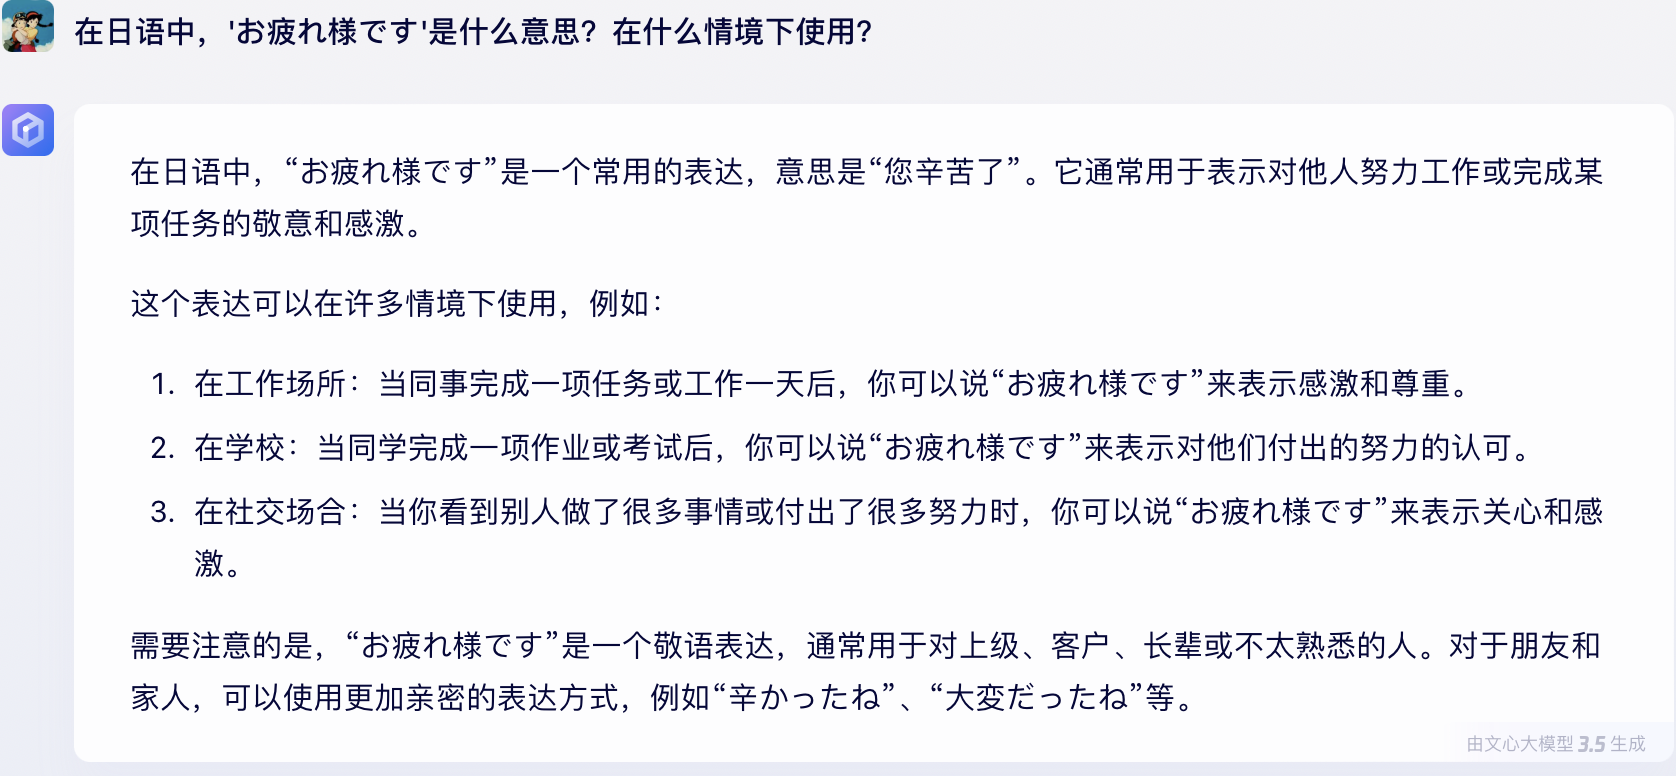 在日语中，'お疲れ様です'是什么意思？在什么情境下使用？
在日语中，“お疲れ様です”是一个常用的表达，意思是“您辛苦了”。它通常用于表示对他人努力工作或完成某
项任务的敬意和感激。
这个表达可以在许多情境下使用，例如：
1. 在工作场所：当同事完成一项任务或工作一天后，你可以说“お疲れ様です”来表示感激和尊重。
2. 在学校：当同学完成一项作业或考试后，你可以说“お疲れ様です”来表示对他们付出的努力的认可。
3. 在社交场合：当你看到别人做了很多事情或付出了很多努力时，你可以说“お疲れ様です”来表示关心和感
激。
需要注意的是，“お疲れ様です”是一个敬语表达，通常用于对上级、客户、长辈或不太熟悉的人。对于朋友和
家人，可以使用更加亲密的表达方式，例如“辛かったね”、“大変だったね”等。
由文心大模型 3.5 生成